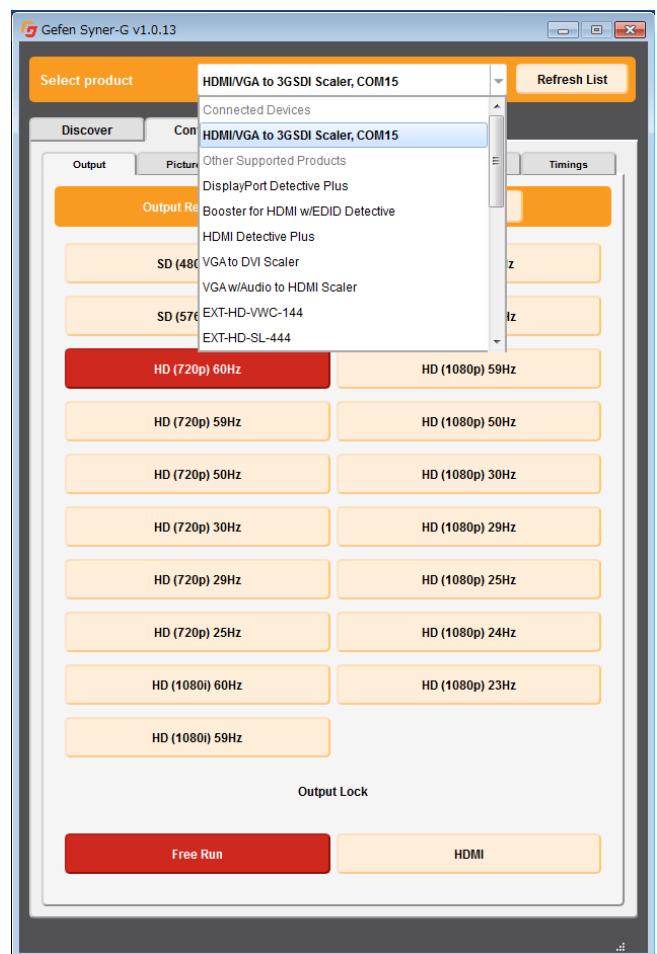 Gefen Syner-G v1.0.13
Select product
HDMI/VGA to 3GSDI Scaler, COM15
Refresh List
Connected Devices
HDMI/VGA to 3GSDI Scaler, COM15
Other Supported Products
DisplayPort Detective Plus
Booster for HDMI w/EDID Detective
HDMI Detective Plus
VGA to DVI Scaler
VGA w/Audio to HDMI Scaler
EXT-HD-VWC-144
EXT-HD-SL-444
Discover
Output
Timings
Output
SD
SD
HD (720p) 60Hz
HD (1080p) 59Hz
HD (720p) 59Hz
HD (1080p) 50Hz
HD (720p) 50Hz
HD (1080p) 30Hz
HD (720p) 30Hz
HD (1080p) 29Hz
HD (720p) 29Hz
HD (1080p) 25Hz
HD (720p) 25Hz
HD (1080p) 24Hz
HD (1080i) 60Hz
HD (1080p) 23Hz
HD (1080i) 59Hz
Output Lock
Free Run
HDMI